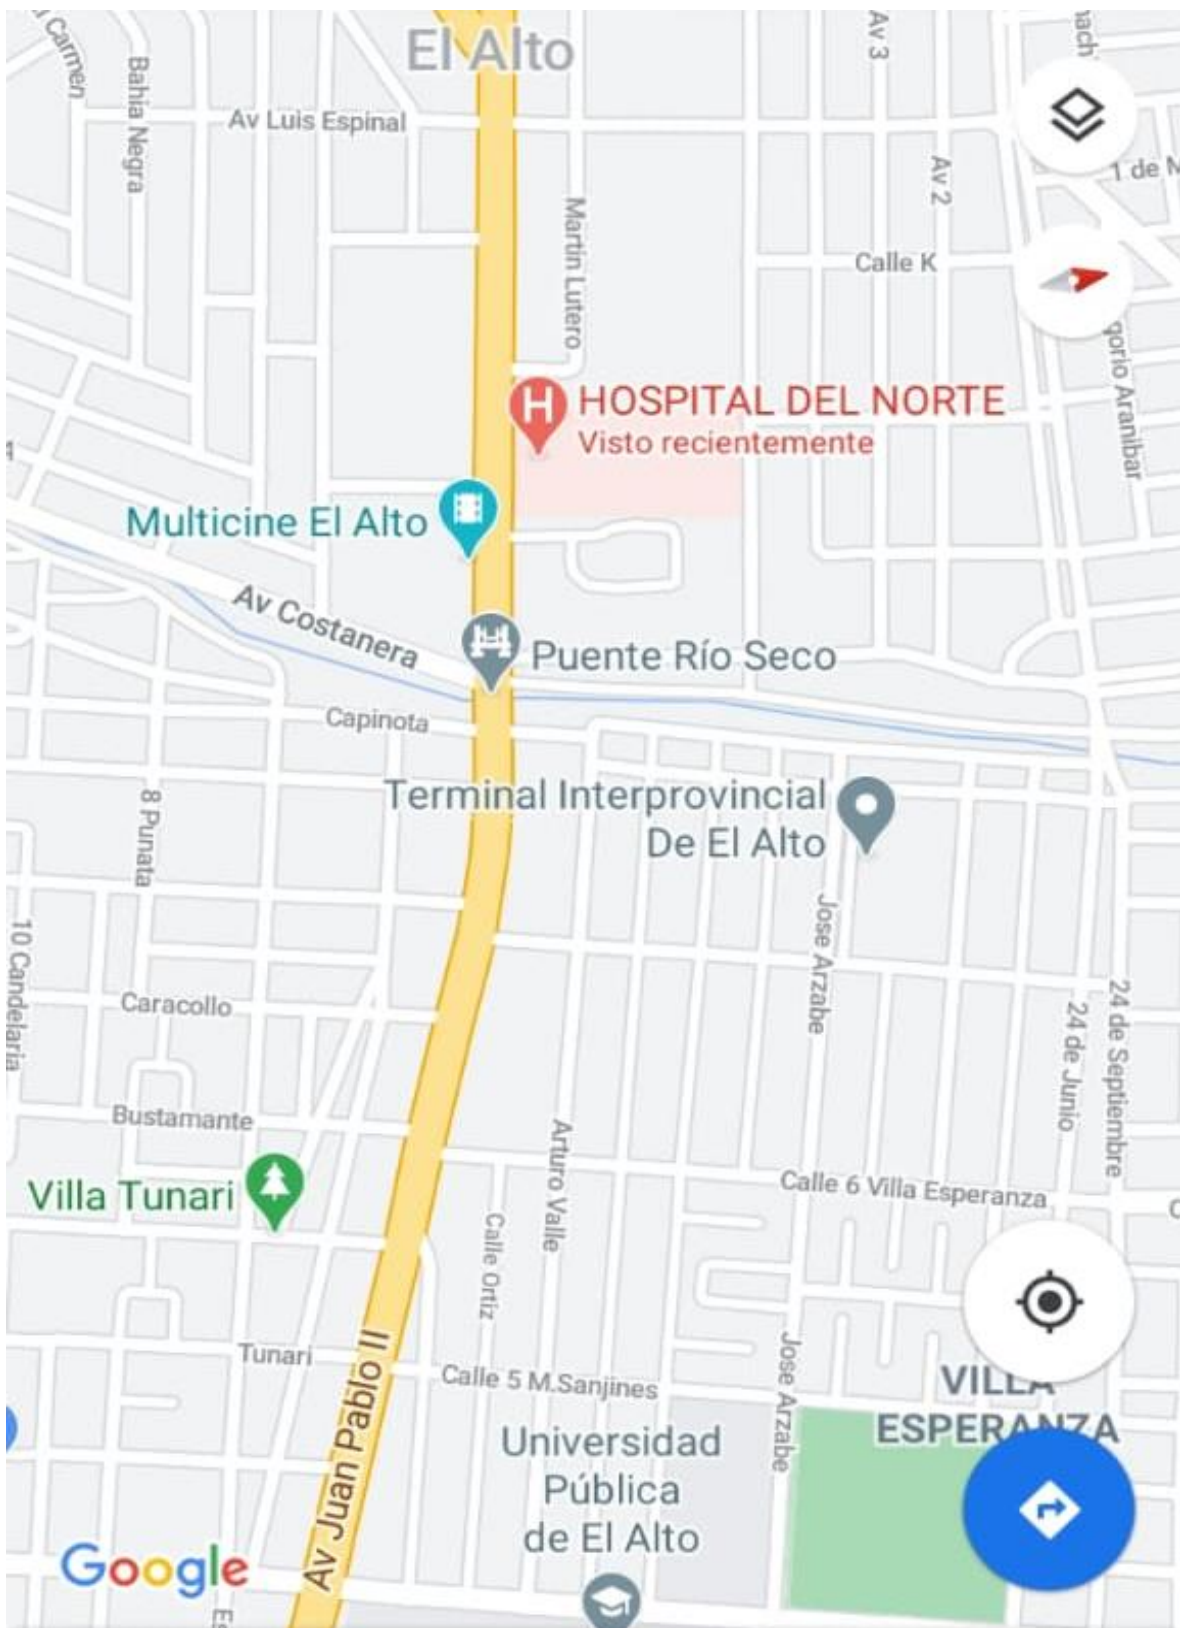 El Alto
Carmen
Bahia Negra
Av Luis Espinal
Av 3
Av 2
Martin Lutero
Calle K
HOSPITAL DEL NORTE
Visto recientemente
Multicine El Alto
Av Costanera
Puente Río Seco
Capinota
Terminal Interprovincial
De El Alto
8 Punata
Jose Arzabe
10 Candelaria
Caracollo
24 de Junio
24 de Septiembre
Bustamante
Arturo Valle
Villa Tunari
Calle 6 Villa Esperanza
Calle Ortiz
Tunari
Calle 5 M.Sanjines
Jose Arzabe
VILLA
ESPERANZA
Av Juan Pablo II
Universidad
Pública
de El Alto
Google